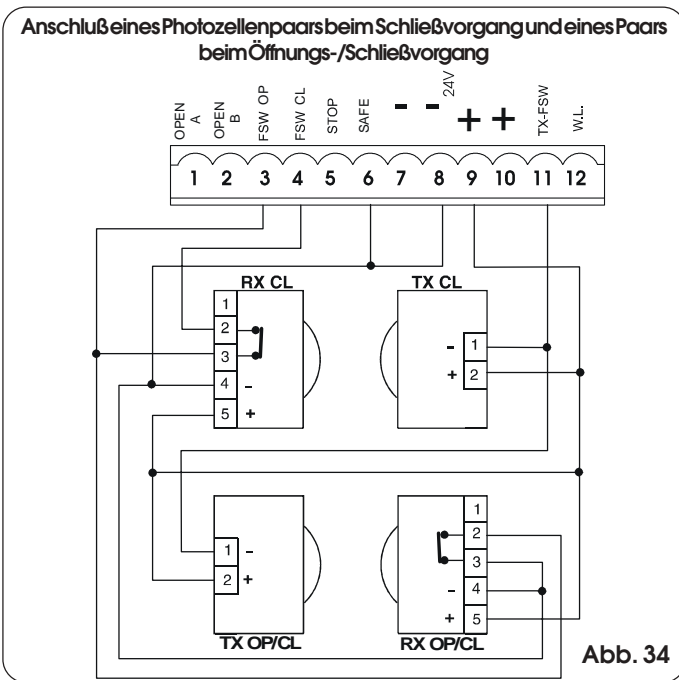 Anschluß eines Photozellenpaars beim Schließvorgang und eines Paars
beim Öffnungs-/Schließvorgang
OPEN A
OPEN B
FSW OP
FSW CL
STOP
SAFE
-
-
24V
+
+
TX-FSW
W.L.
1 2 3 4 5 6 7 8 9 10 11 12
RX CL
1
2
3
4 -
5 +
TX CL
- 1
+ 2
1 -
2 +
TX OP/CL
1
2
3
- 4
+ 5
RX OP/CL
Abb. 34